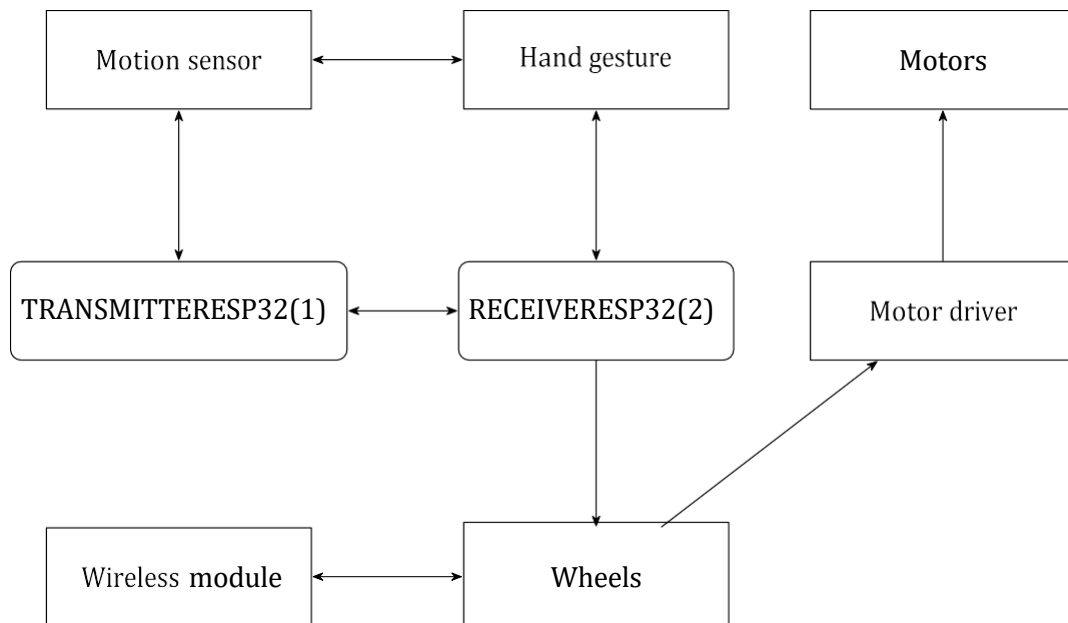 Motion sensor
Hand gesture
Motors
TRANSMITTERESP32(1)
RECEIVERESP32(2)
Motor driver
Wireless module
Wheels